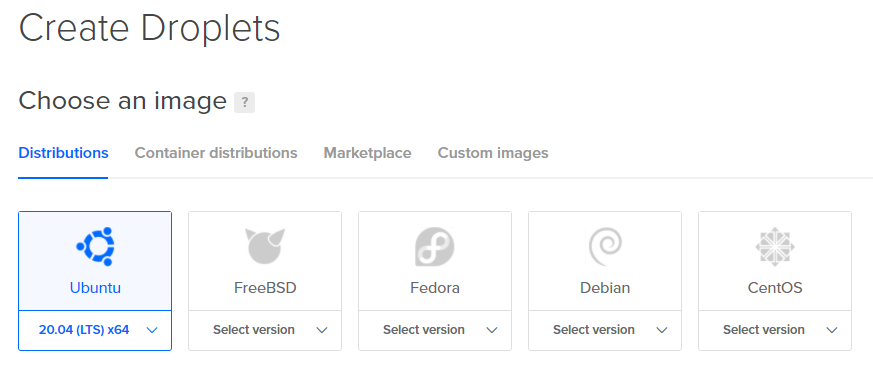 Create Droplets
Choose an image ?
Distributions Container distributions Marketplace Custom images
Ubuntu FreeBSD Fedora Debian CentOS
20.04 (LTS) x64 Select version Select version Select version Select version